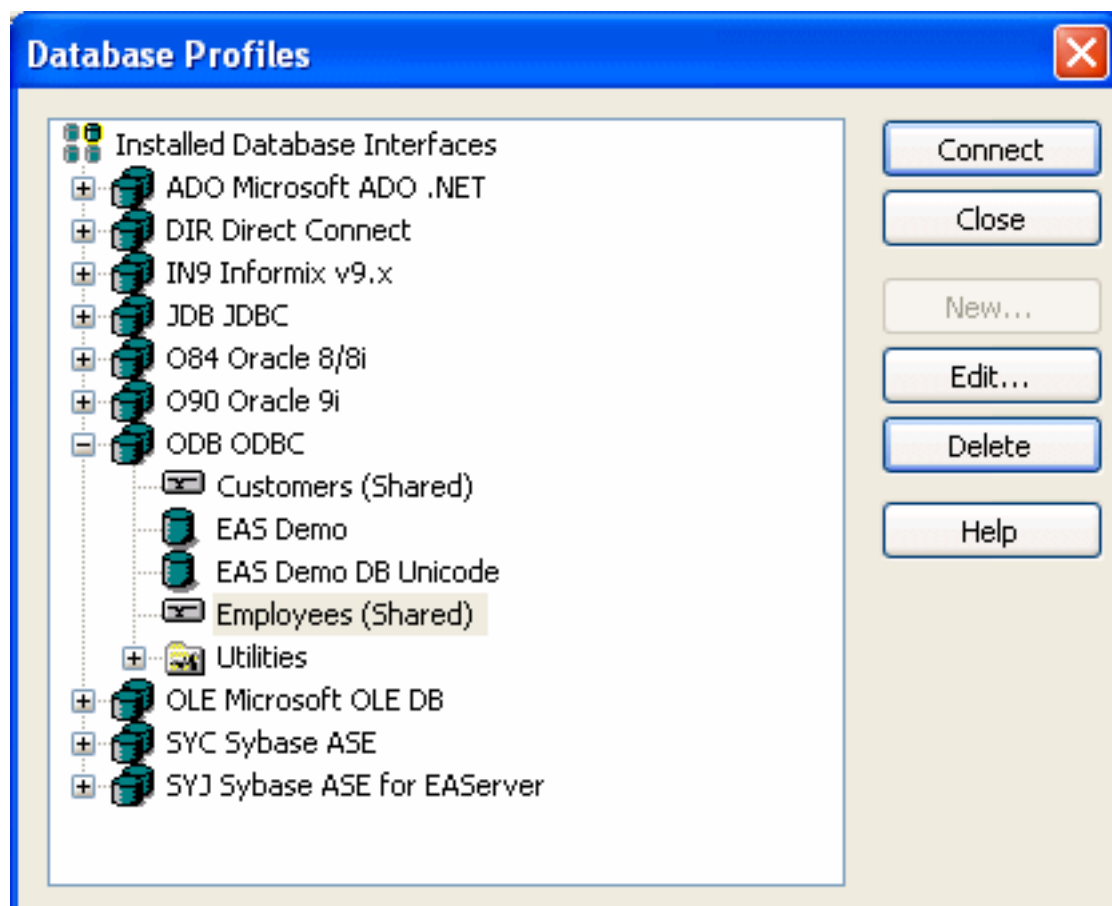 Database Profiles
Installed Database Interfaces
ADO Microsoft ADO .NET
DIR Direct Connect
IN9 Informix v9.x
JDB JDBC
O84 Oracle 8/8i
O90 Oracle 9i
ODB ODBC
Customers (Shared)
EAS Demo
EAS Demo DB Unicode
Employees (Shared)
Utilities
OLE Microsoft OLE DB
SYC Sybase ASE
SYJ Sybase ASE for EAServer
Connect
Close
New...
Edit...
Delete
Help